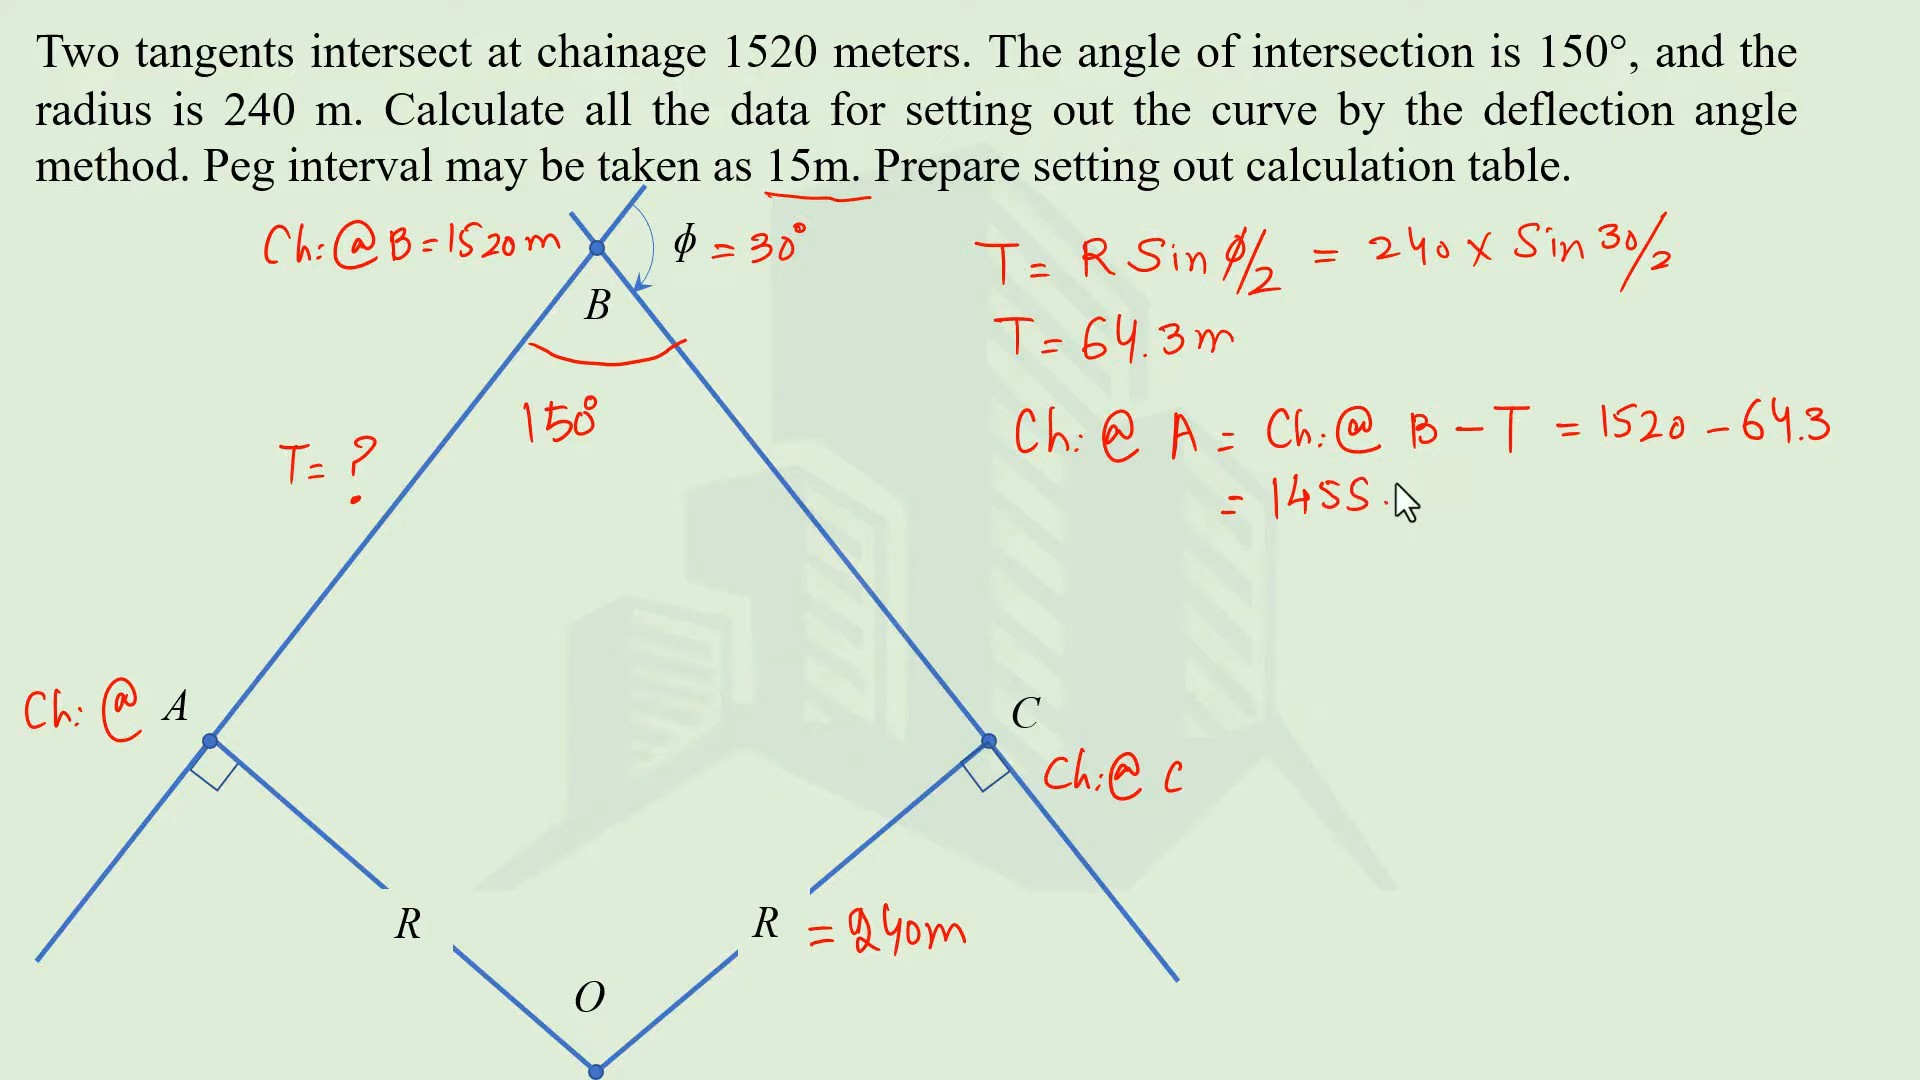 Two tangents intersect at chainage 1520 meters. The angle of intersection is 150°, and the
radius is 240 m. Calculate all the data for setting out the curve by the deflection angle
method. Peg interval may be taken as 15m. Prepare setting out calculation table.
Ch:@ B=1520m
ϕ = 30°
B
150°
T= ?
T= R Sin ϕ/2 = 240 x Sin 30/2
T= 64.3m
Ch:@ A = Ch:@ B - T = 1520 - 64.3
= 1455.
Ch:@ A
C
Ch:@ C
R
R = 240m
O